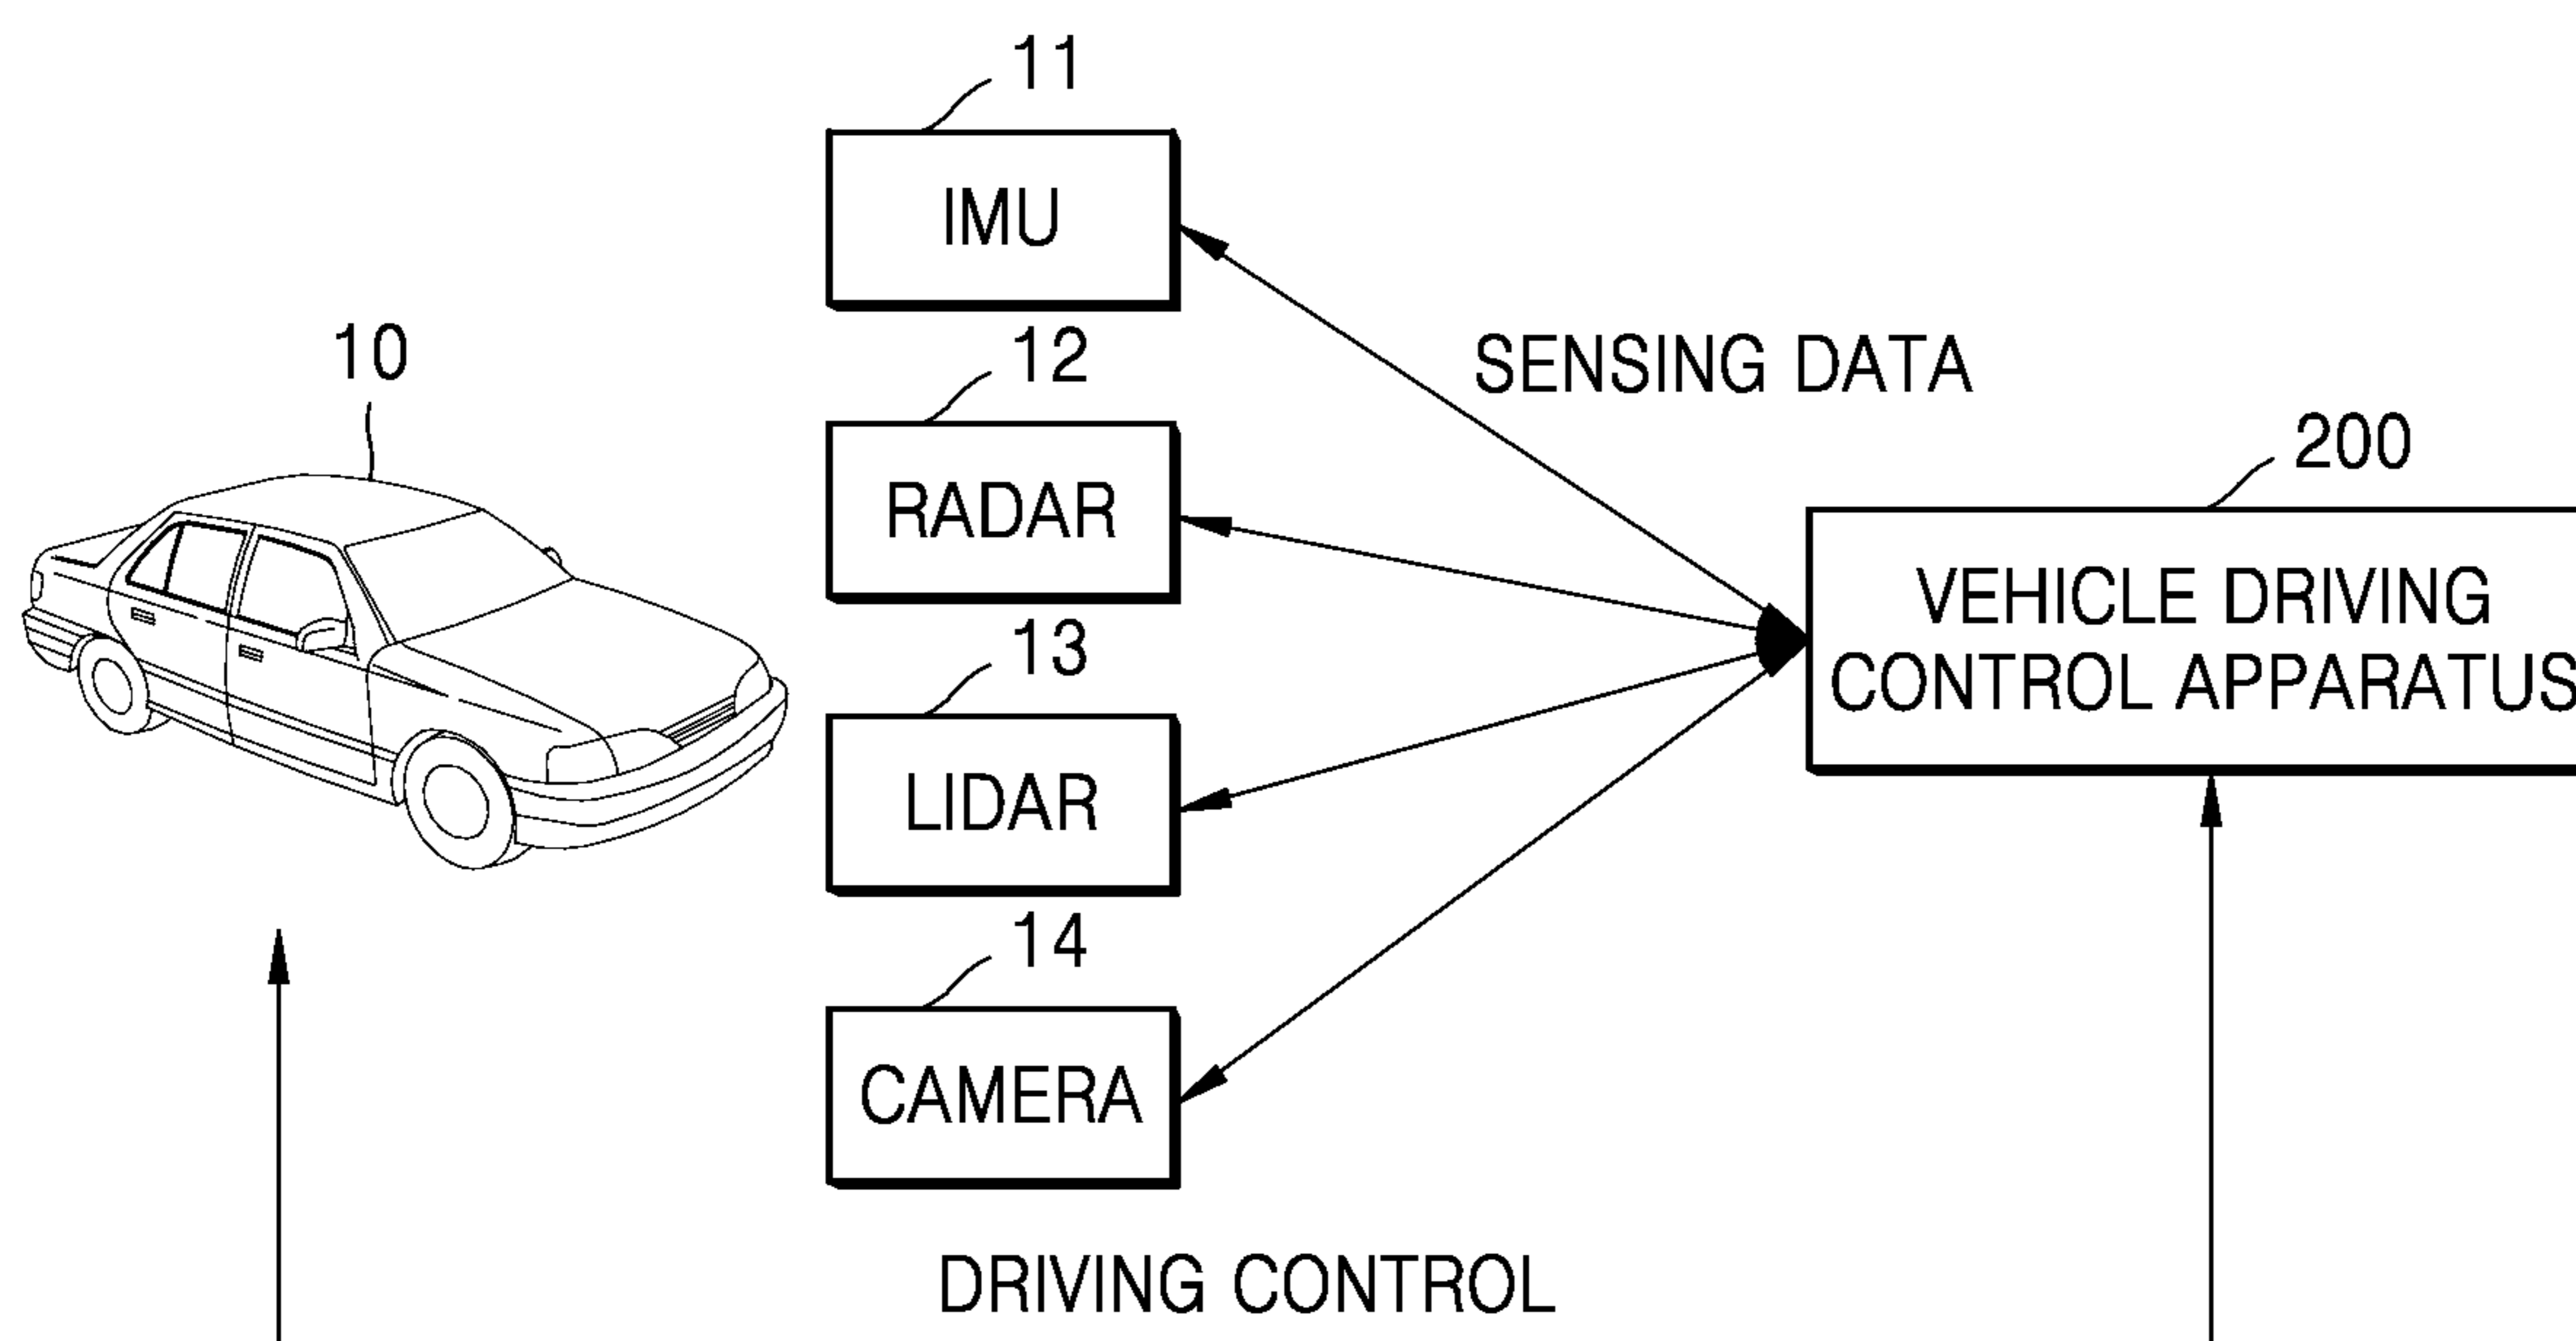 11
IMU
10
12
SENSING DATA
RADAR
200
VEHICLE DRIVING
CONTROL APPARATUS
13
LIDAR
14
CAMERA
DRIVING CONTROL